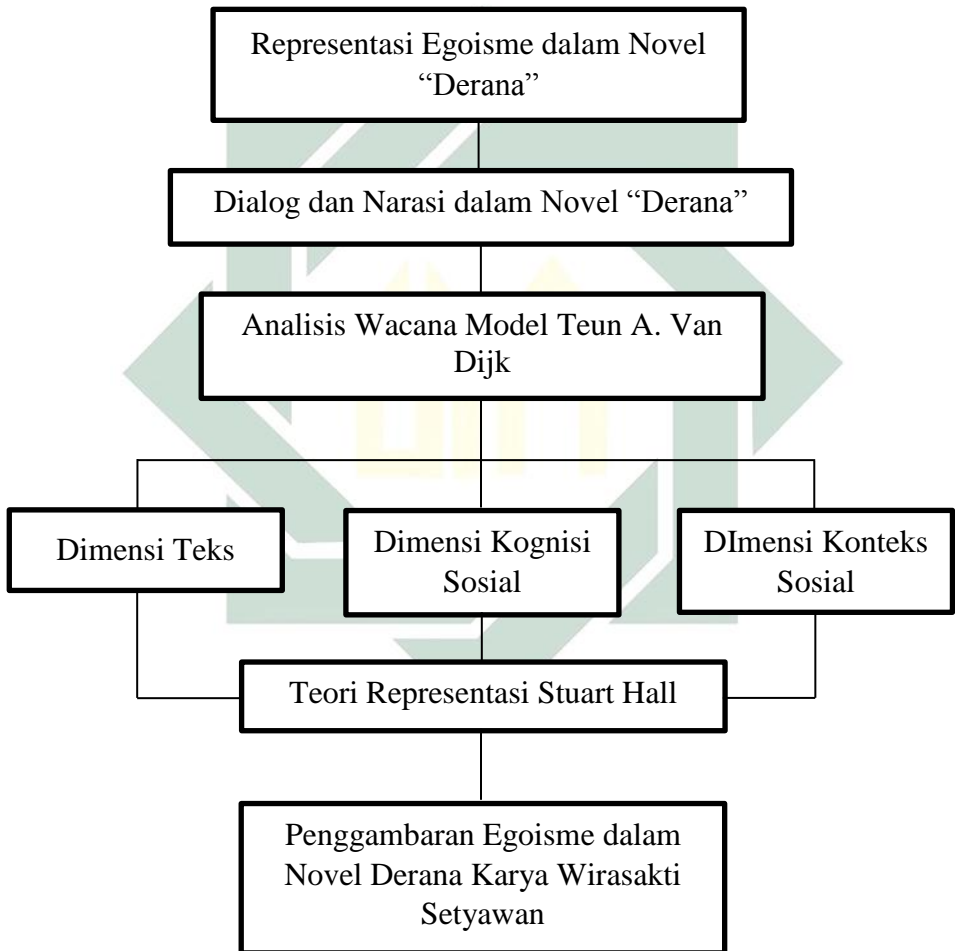 Representasi Egoisme dalam Novel
“Derana”
Dialog dan Narasi dalam Novel “Derana”
Analisis Wacana Model Teun A. Van
Dijk
Dimensi Teks
Dimensi Kognisi
Sosial
DImensi Konteks
Sosial
Teori Representasi Stuart Hall
Penggambaran Egoisme dalam
Novel Derana Karya Wirasakti
Setyawan